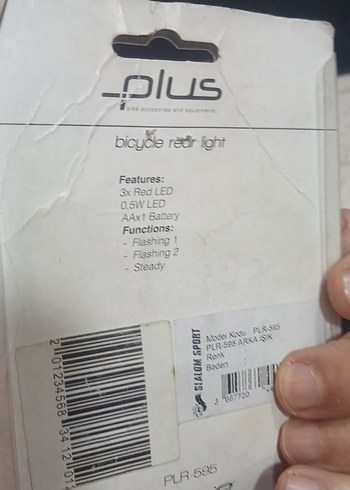 plus
bike accessories and equipments
bicycle rear light
Features:
3x Red LED
0,5W LED
AAx1 Battery
Functions:
- Flashing 1
- Flashing 2
- Steady
SLALOM SPORT
Model Kodu PLR-595
PLR-595 ARKA IŞIK
Renk
Beden
PLR-595